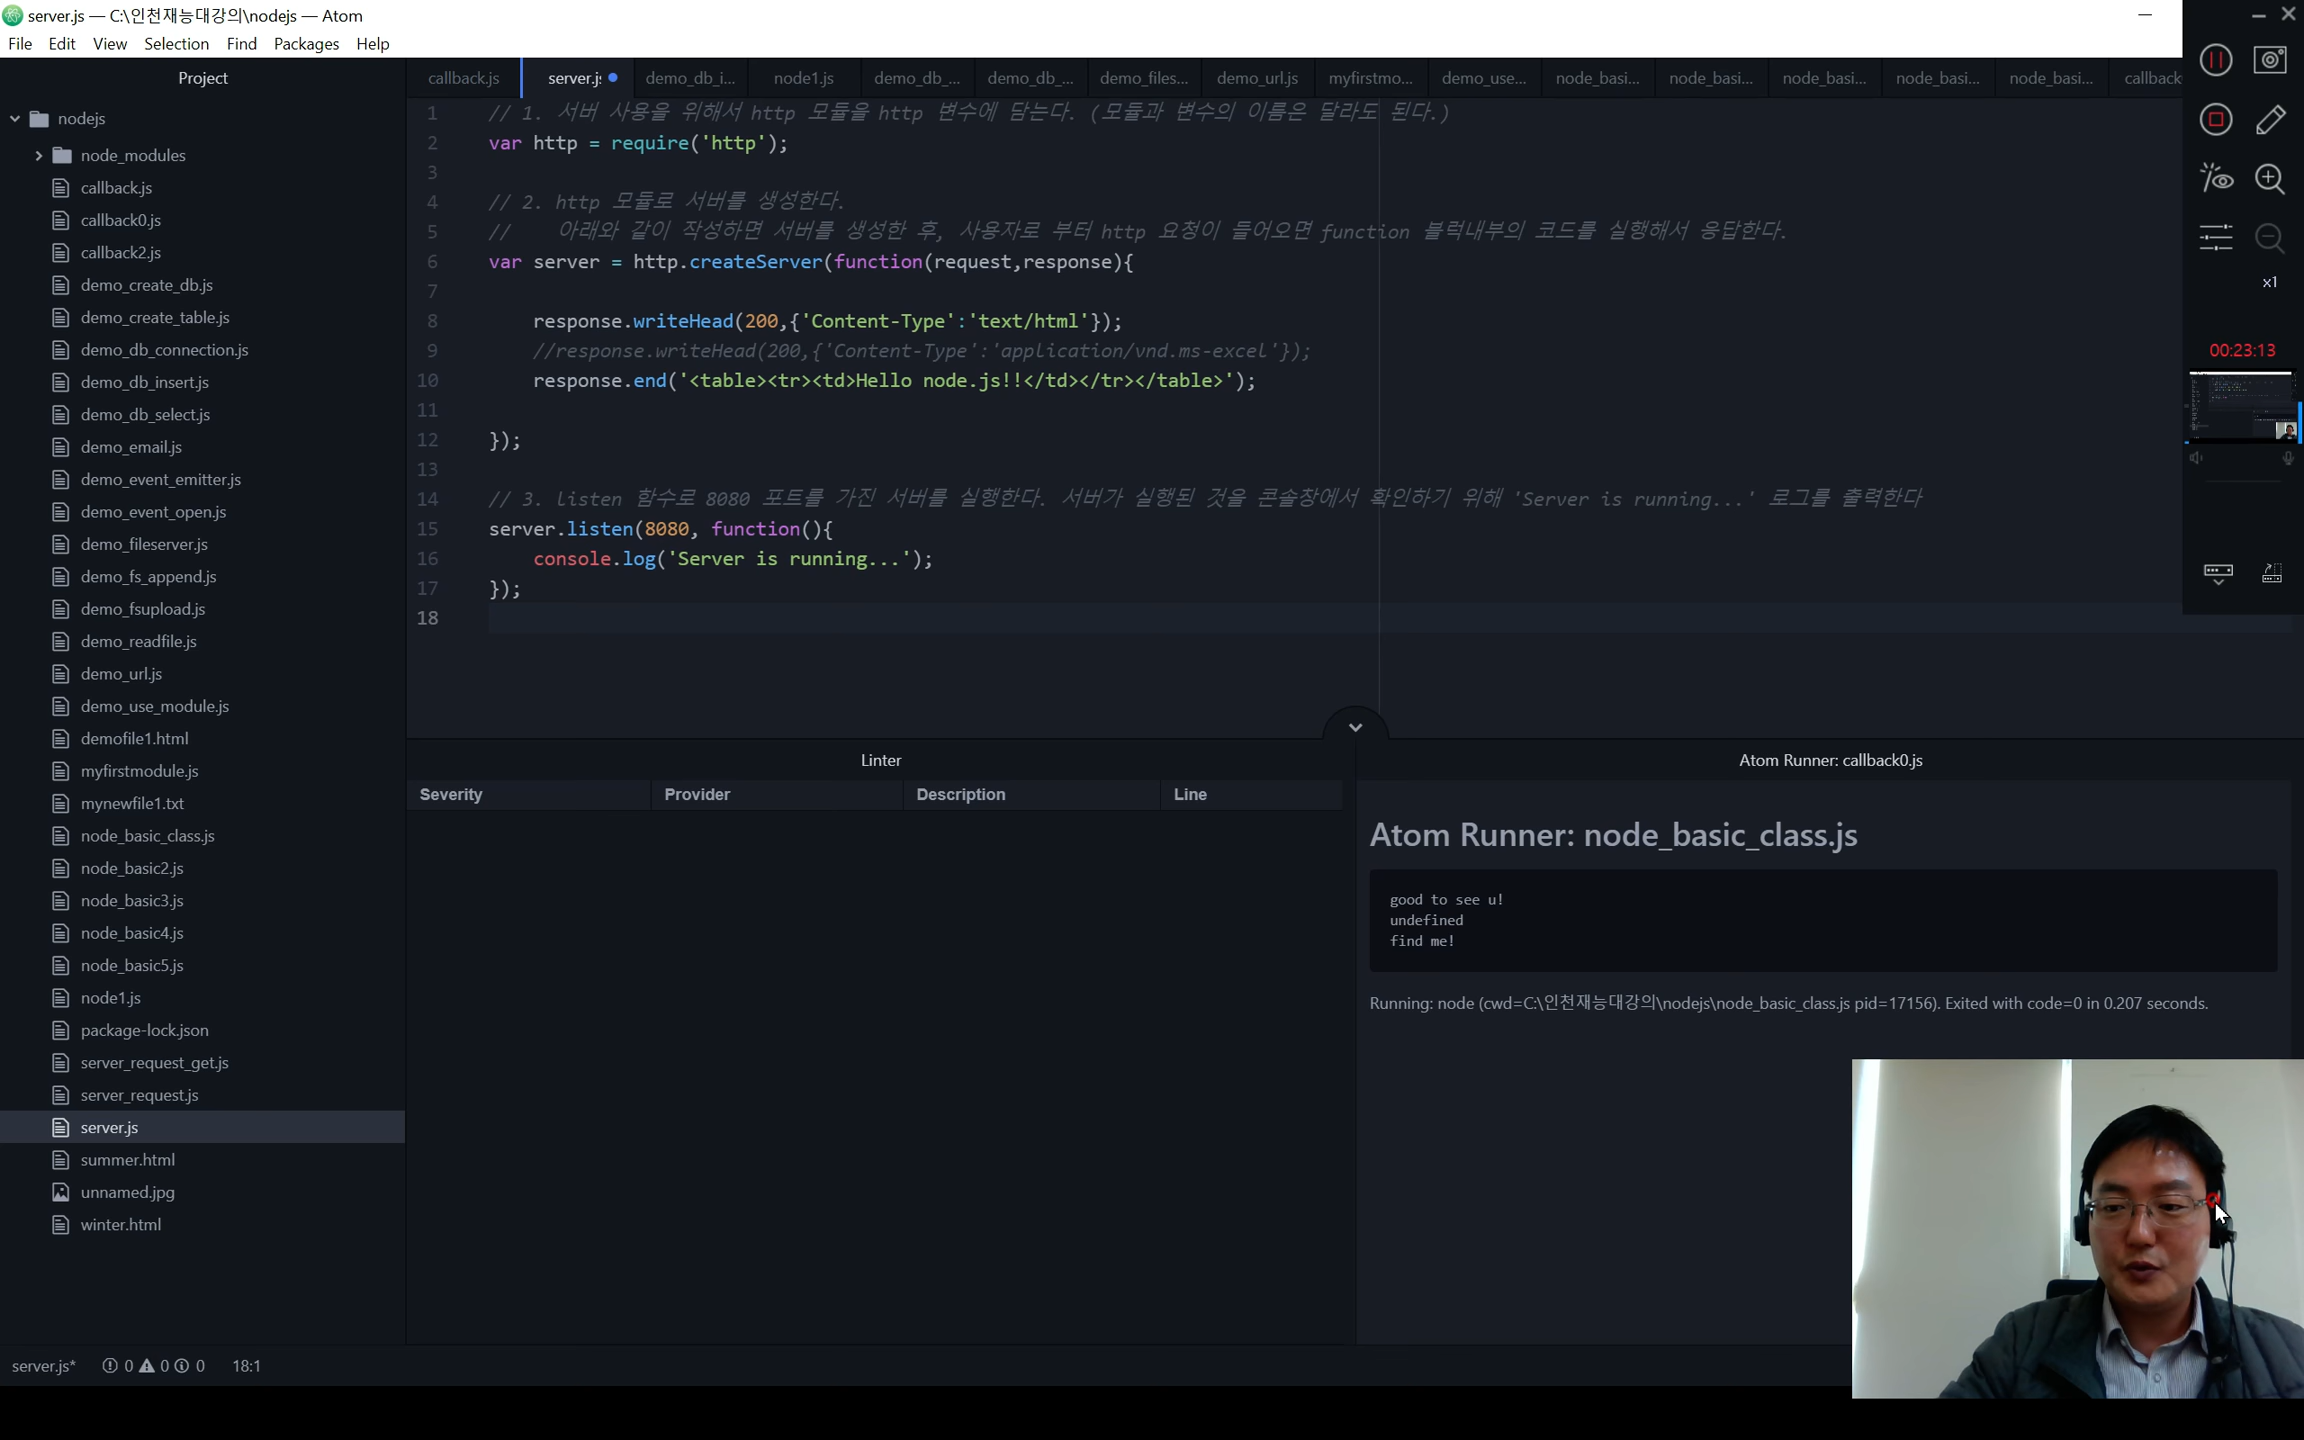 server.js — C:\인천재능대강의\nodejs — Atom
File Edit View Selection Find Packages Help
Project
nodejs
node_modules
callback.js
callback0.js
callback2.js
demo_create_db.js
demo_create_table.js
demo_db_connection.js
demo_db_insert.js
demo_db_select.js
demo_email.js
demo_event_emitter.js
demo_event_open.js
demo_fileserver.js
demo_fs_append.js
demo_fsupload.js
demo_readfile.js
demo_url.js
demo_use_module.js
demofile1.html
myfirstmodule.js
mynewfile1.txt
node_basic_class.js
node_basic2.js
node_basic3.js
node_basic4.js
node_basic5.js
node1.js
package-lock.json
server_request_get.js
server_request.js
server.js
summer.html
unnamed.jpg
winter.html
callback.js server.js demo_db_i... node1.js demo_db_... demo_db_... demo_files... demo_url.js myfirstmo... demo_use... node_basi... node_basi... node_basi... node_basi... node_basi... callback
1 // 1. 서버 사용을 위해서 http 모듈을 http 변수에 담는다. (모듈과 변수의 이름은 달라도 된다.)
2 var http = require('http');
3
4 // 2. http 모듈로 서버를 생성한다.
5 // 아래와 같이 작성하면 서버를 생성한 후, 사용자로 부터 http 요청이 들어오면 function 블럭내부의 코드를 실행해서 응답한다.
6 var server = http.createServer(function(request,response){
7
8 response.writeHead(200,{'Content-Type':'text/html'});
9 //response.writeHead(200,{'Content-Type':'application/vnd.ms-excel'});
10 response.end('<table><tr><td>Hello node.js!!</td></tr></table>');
11
12 });
13
14 // 3. listen 함수로 8080 포트를 가진 서버를 실행한다. 서버가 실행된 것을 콘솔창에서 확인하기 위해 'Server is running...' 로그를 출력한다
15 server.listen(8080, function(){
16 console.log('Server is running...');
17 });
18
x1
00:23:13
Linter
Severity Provider Description Line
Atom Runner: callback0.js
Atom Runner: node_basic_class.js
good to see u!
undefined
find me!
Running: node (cwd=C:\인천재능대강의\nodejs\node_basic_class.js pid=17156). Exited with code=0 in 0.207 seconds.
server.js* 0 0 0 18:1